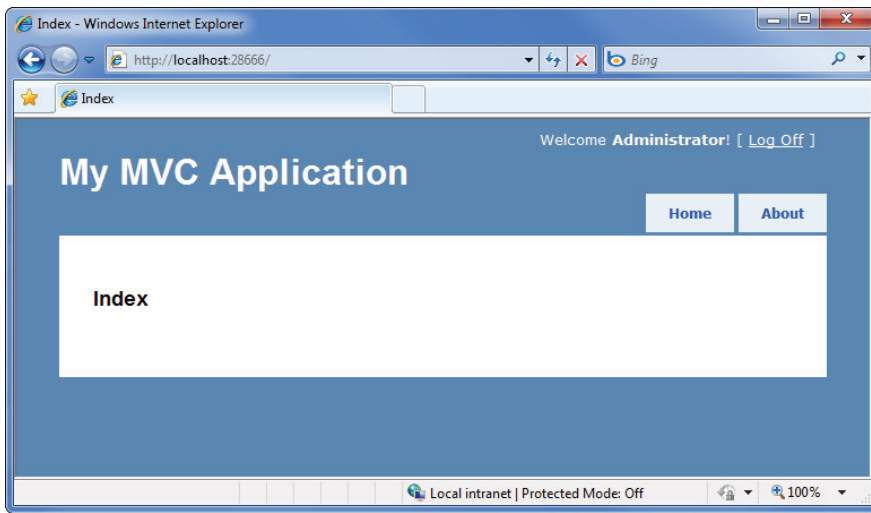 Index - Windows Internet Explorer
http://localhost:28666/
Bing
Index
Welcome Administrator! [ Log Off ]
My MVC Application
Home
About
Index
Local intranet | Protected Mode: Off
100%